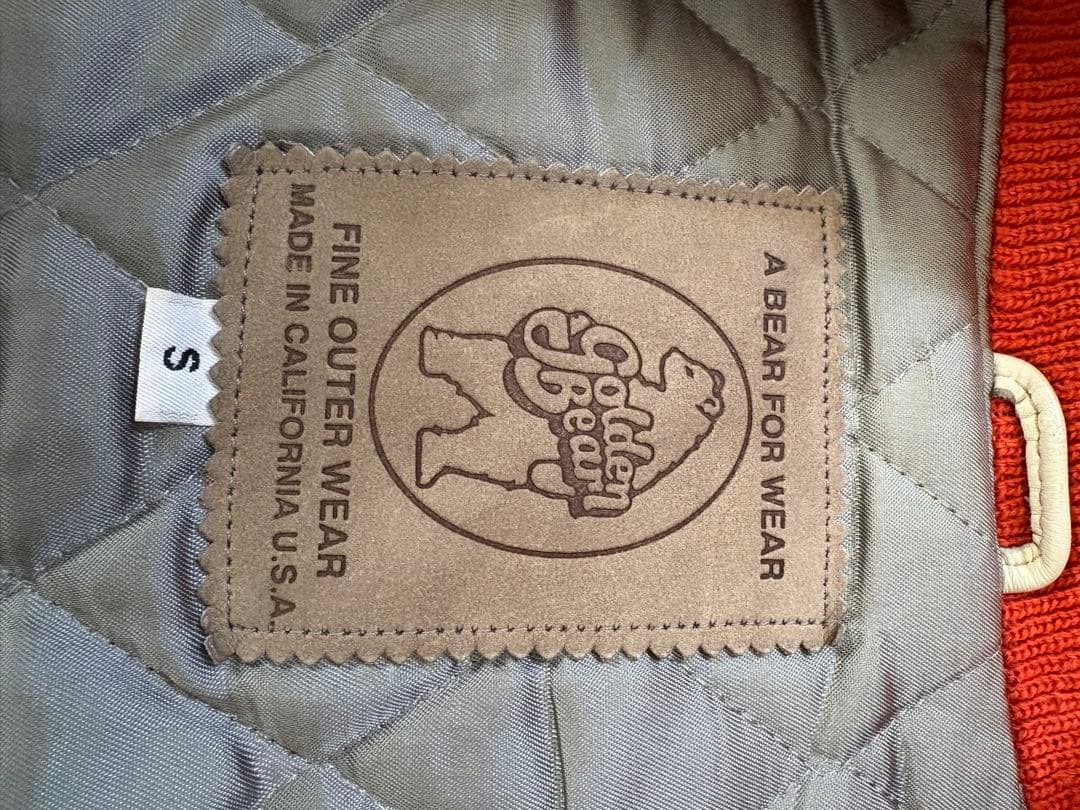 A BEAR FOR WEAR
Golden
Bear
FINE OUTER WEAR
MADE IN CALIFORNIA U.S.A.
S